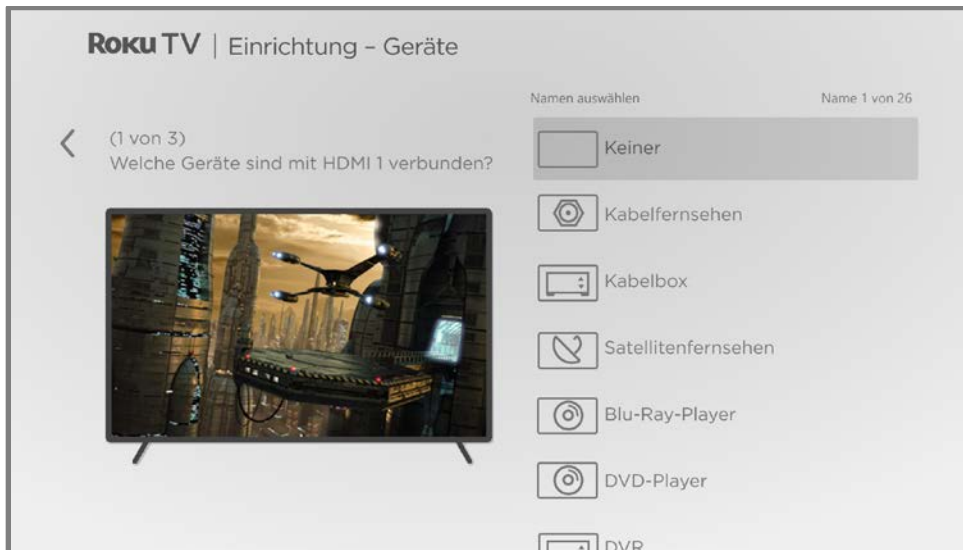 Roku TV | Einrichtung – Geräte
Namen auswählen
Name 1 von 26
(1 von 3)
Welche Geräte sind mit HDMI 1 verbunden?
Keiner
Kabelfernsehen
Kabelbox
Satellitenfernsehen
Blu-Ray-Player
DVD-Player
DVR